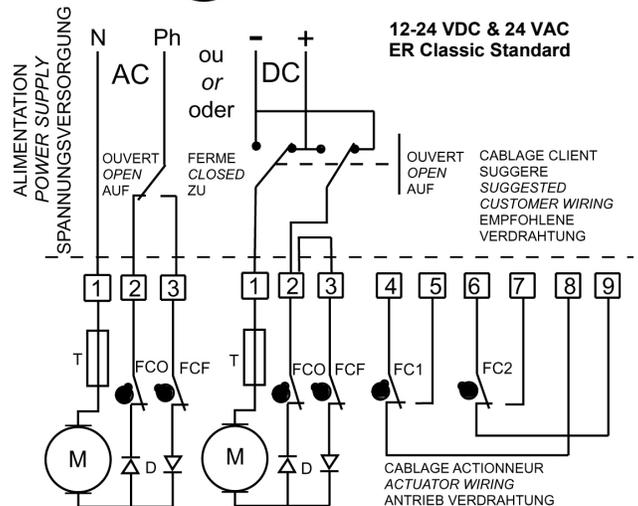 12-24 VDC & 24 VAC
ER Classic Standard
ALIMENTATION
POWER SUPPLY
SPANNUNGSVERSORGUNG
N
Ph
AC
ou
or
oder
-
+
DC
OUVERT
OPEN
AUF
FERME
CLOSED
ZU
OUVERT
OPEN
AUF
CABLAGE CLIENT
SUGGERE
SUGGESTED
CUSTOMER WIRING
EMPFOHLENE
VERDRAHTUNG
1 2 3 1 2 3 4 5 6 7 8 9
T FCO FCF T FCO FCF FC1 FC2
M D M D
CABLAGE ACTIONNEUR
ACTUATOR WIRING
ANTRIEB VERDRAHTUNG